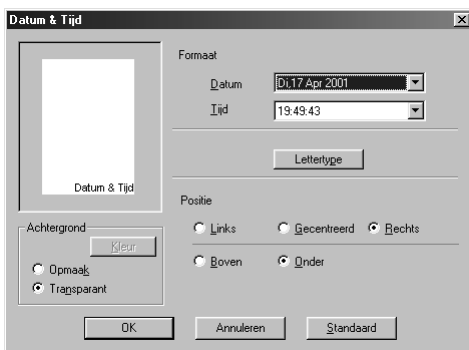 Datum & Tijd
Formaat
Datum Di,17 Apr 2001
Tijd 19:49:43
Lettertype
Datum & Tijd
Positie
Links Gecentreerd Rechts
Boven Onder
Achtergrond
Kleur
Opmaak
Transparant
OK Annuleren Standaard